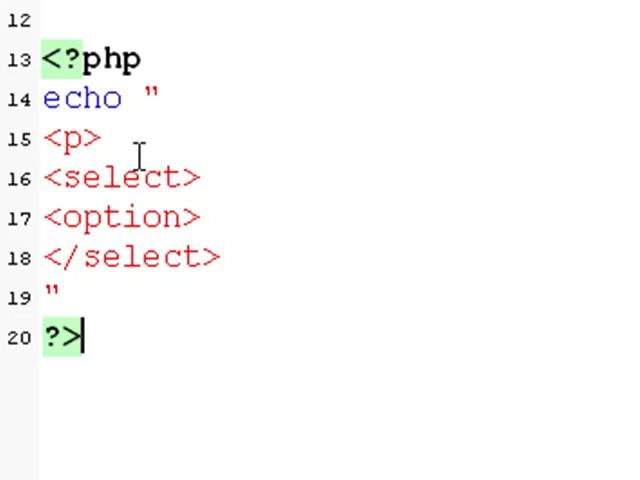 12
13 <?php
14 echo "
15 <p>
16 <select>
17 <option>
18 </select>
19 "
20 ?>